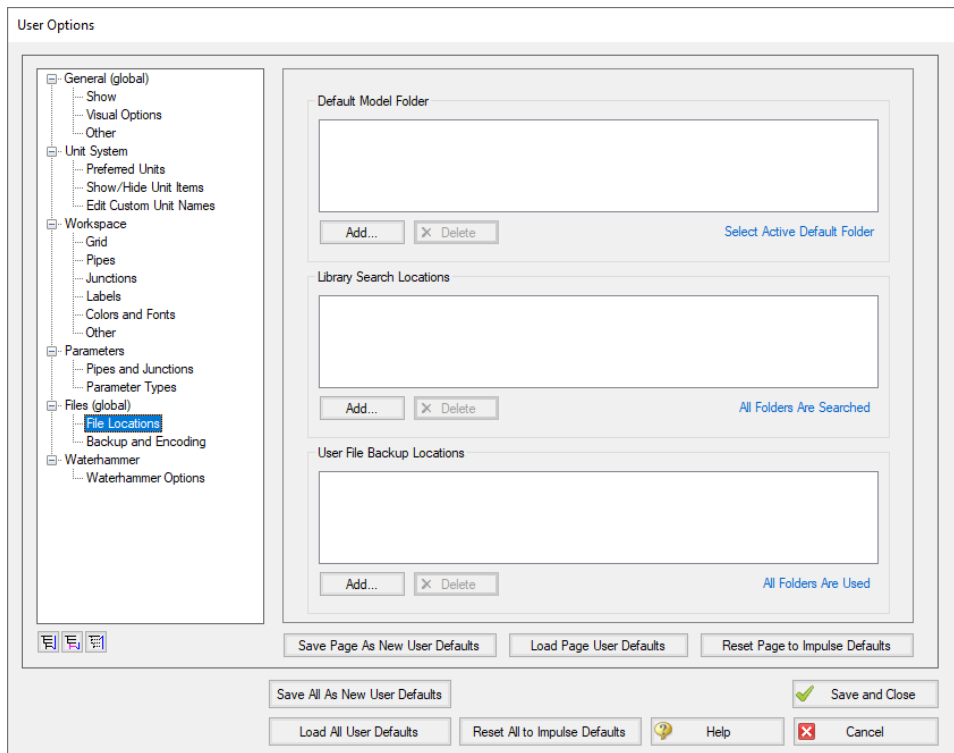 User Options
General (global)
Show
Visual Options
Other
Unit System
Preferred Units
Show/Hide Unit Items
Edit Custom Unit Names
Workspace
Grid
Pipes
Junctions
Labels
Colors and Fonts
Other
Parameters
Pipes and Junctions
Parameter Types
Files (global)
File Locations
Backup and Encoding
Waterhammer
Waterhammer Options
Default Model Folder
Add... Delete Select Active Default Folder
Library Search Locations
Add... Delete All Folders Are Searched
User File Backup Locations
Add... Delete All Folders Are Used
Save Page As New User Defaults Load Page User Defaults Reset Page to Impulse Defaults
Save All As New User Defaults Save and Close
Load All User Defaults Reset All to Impulse Defaults Help Cancel